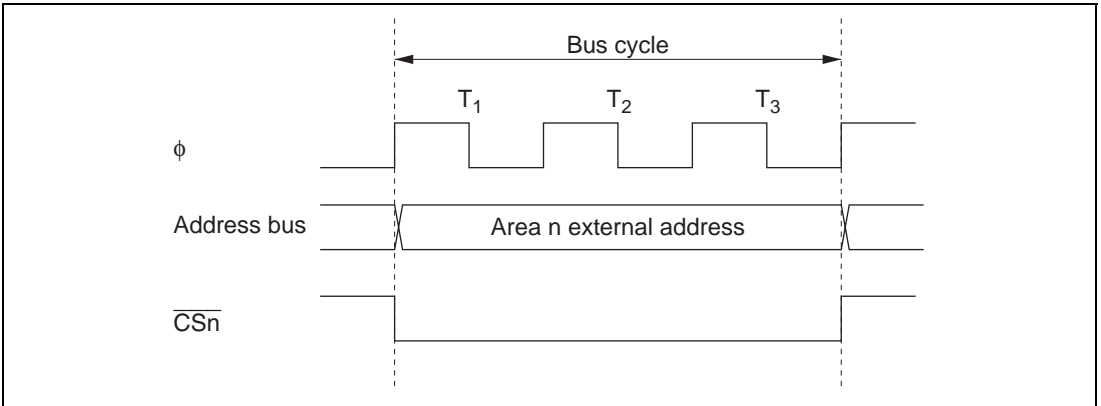 Bus cycle
T1 T2 T3
ϕ
Address bus Area n external address
CSn